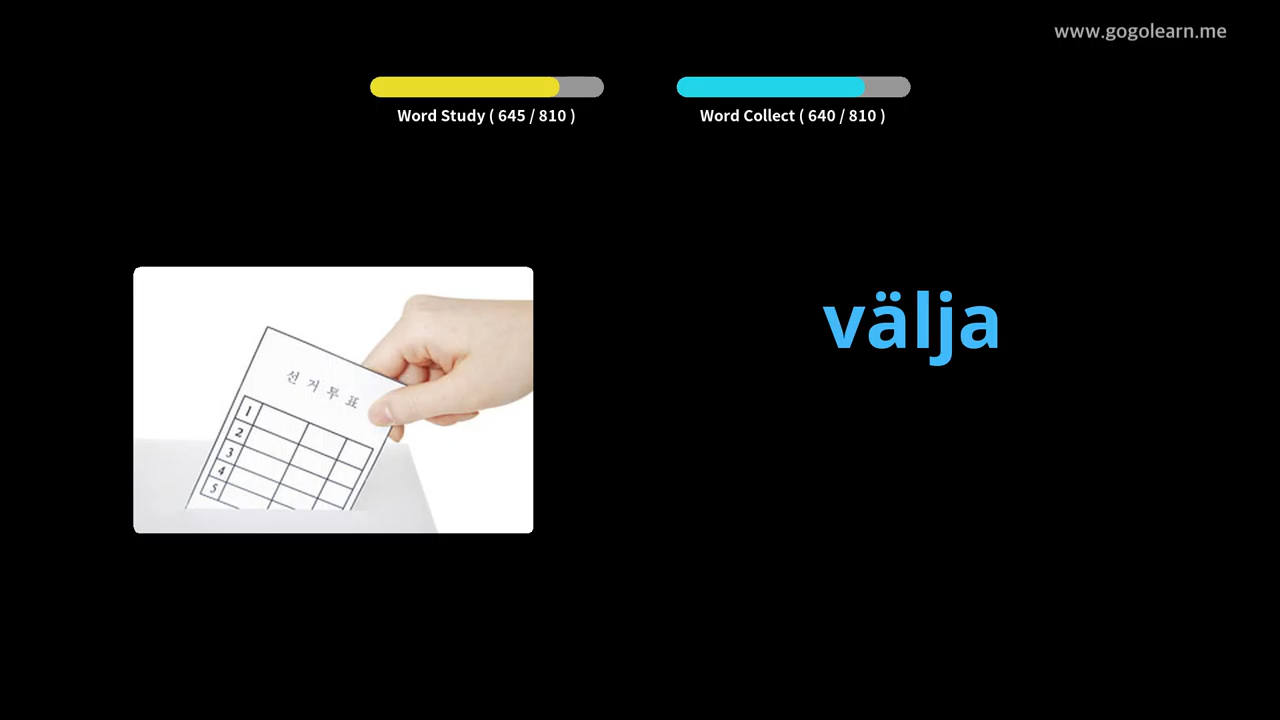 www.gogolearn.me
Word Study ( 645 / 810 )
Word Collect ( 640 / 810 )
välja
선거투표
1
2
3
4
5